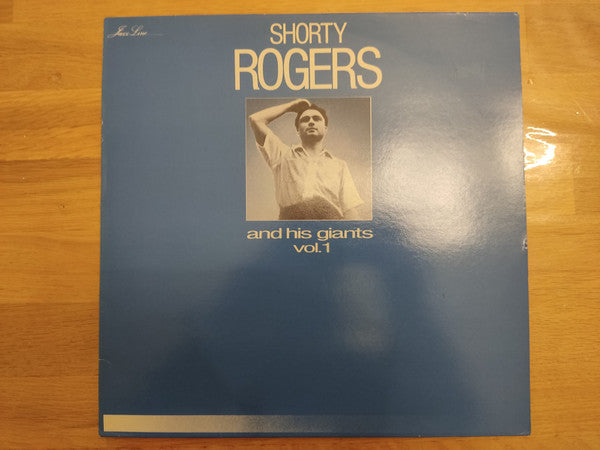 Jazz Line
SHORTY
ROGERS
and his giants
vol.1